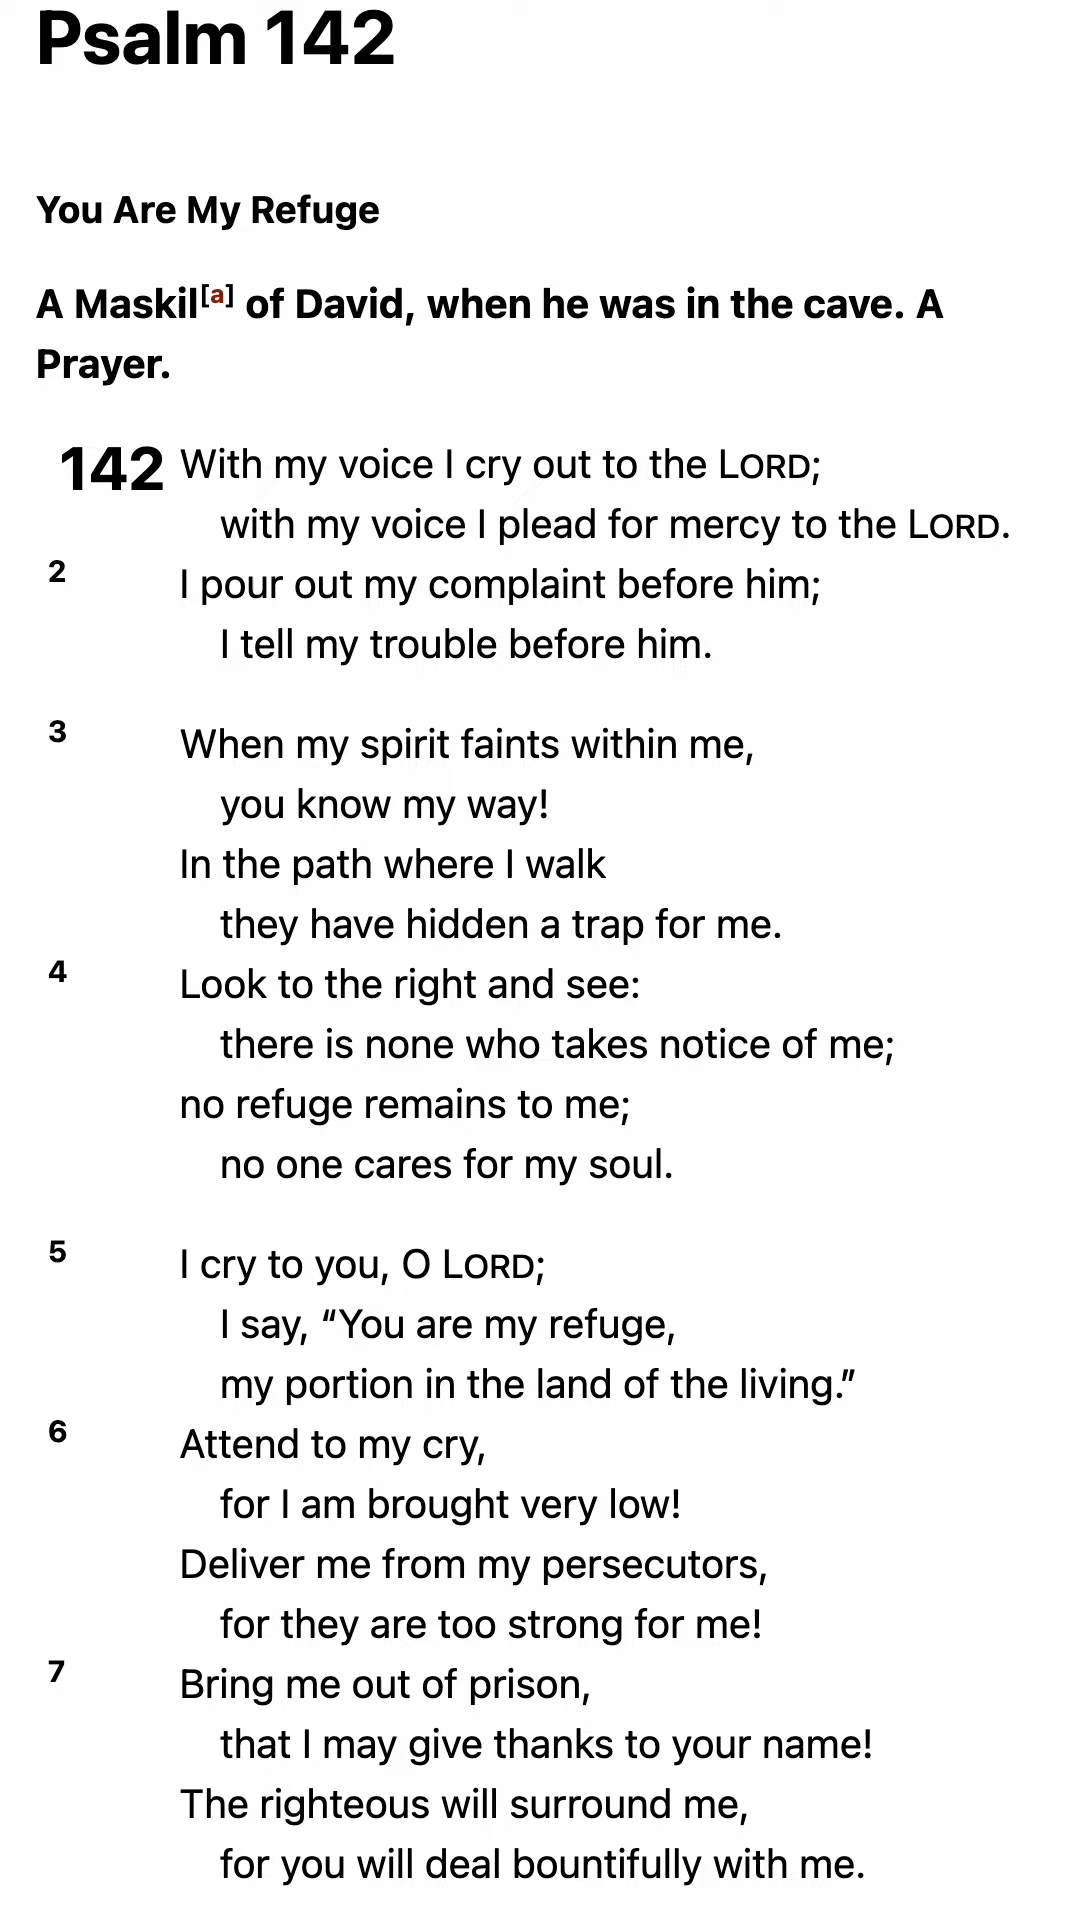 Psalm 142
You Are My Refuge
A Maskil[a] of David, when he was in the cave. A
Prayer.
142 With my voice I cry out to the LORD;
with my voice I plead for mercy to the LORD.
2 I pour out my complaint before him;
I tell my trouble before him.
3 When my spirit faints within me,
you know my way!
In the path where I walk
they have hidden a trap for me.
4 Look to the right and see:
there is none who takes notice of me;
no refuge remains to me;
no one cares for my soul.
5 I cry to you, O LORD;
I say, “You are my refuge,
my portion in the land of the living.”
6 Attend to my cry,
for I am brought very low!
Deliver me from my persecutors,
for they are too strong for me!
7 Bring me out of prison,
that I may give thanks to your name!
The righteous will surround me,
for you will deal bountifully with me.